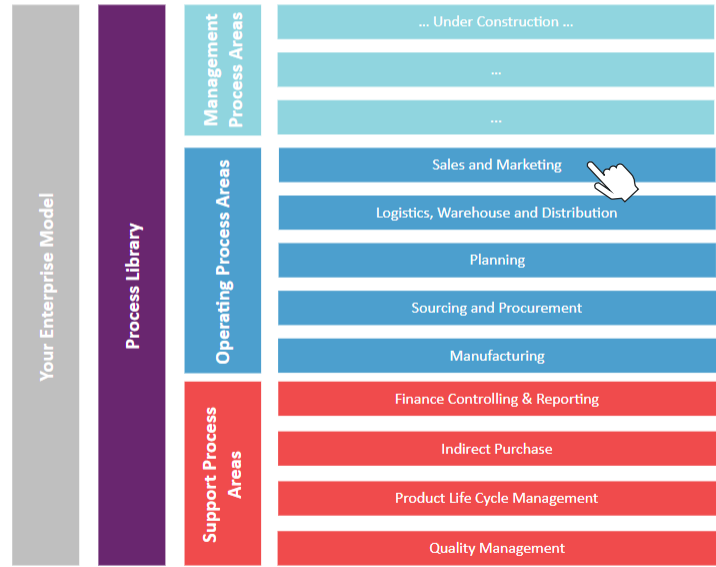 Your Enterprise Model
Process Library
Management
Process Areas
... Under Construction ...
...
...
Operating Process Areas
Sales and Marketing
Logistics, Warehouse and Distribution
Planning
Sourcing and Procurement
Manufacturing
Support Process
Areas
Finance Controlling & Reporting
Indirect Purchase
Product Life Cycle Management
Quality Management